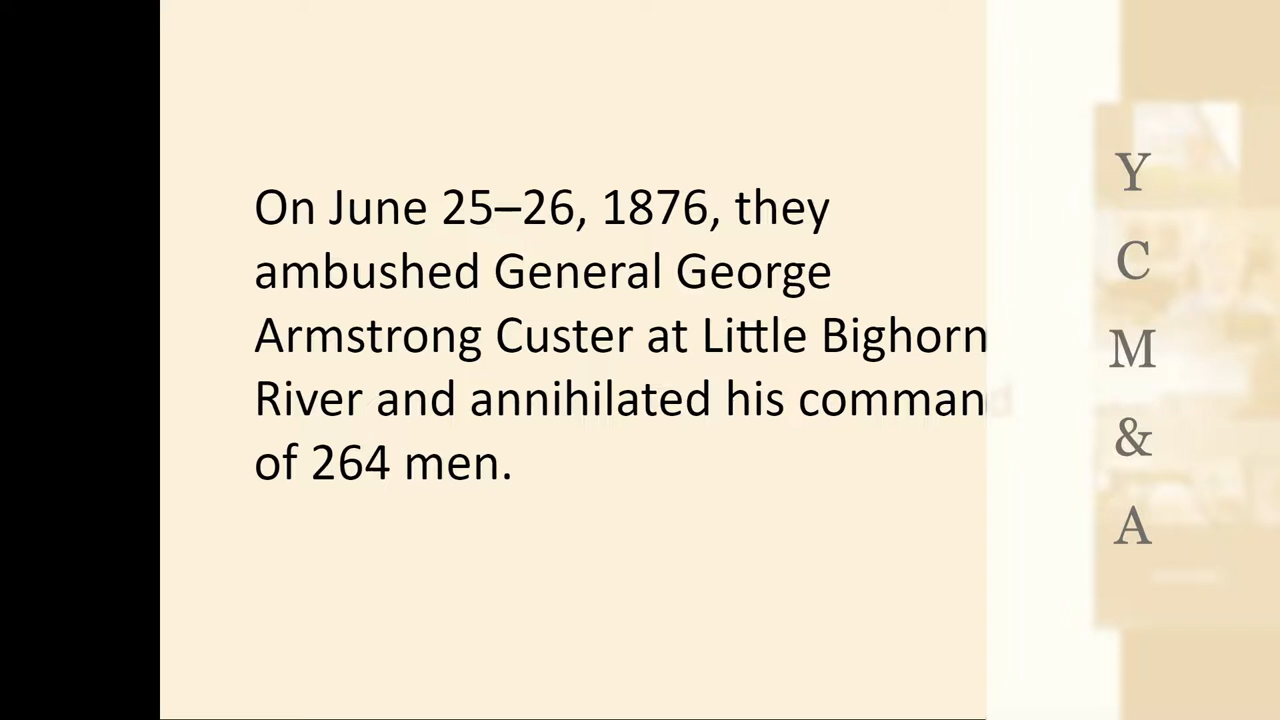 On June 25–26, 1876, they
ambushed General George
Armstrong Custer at Little Bighorn
River and annihilated his command
of 264 men.
Y
C
M
&
A